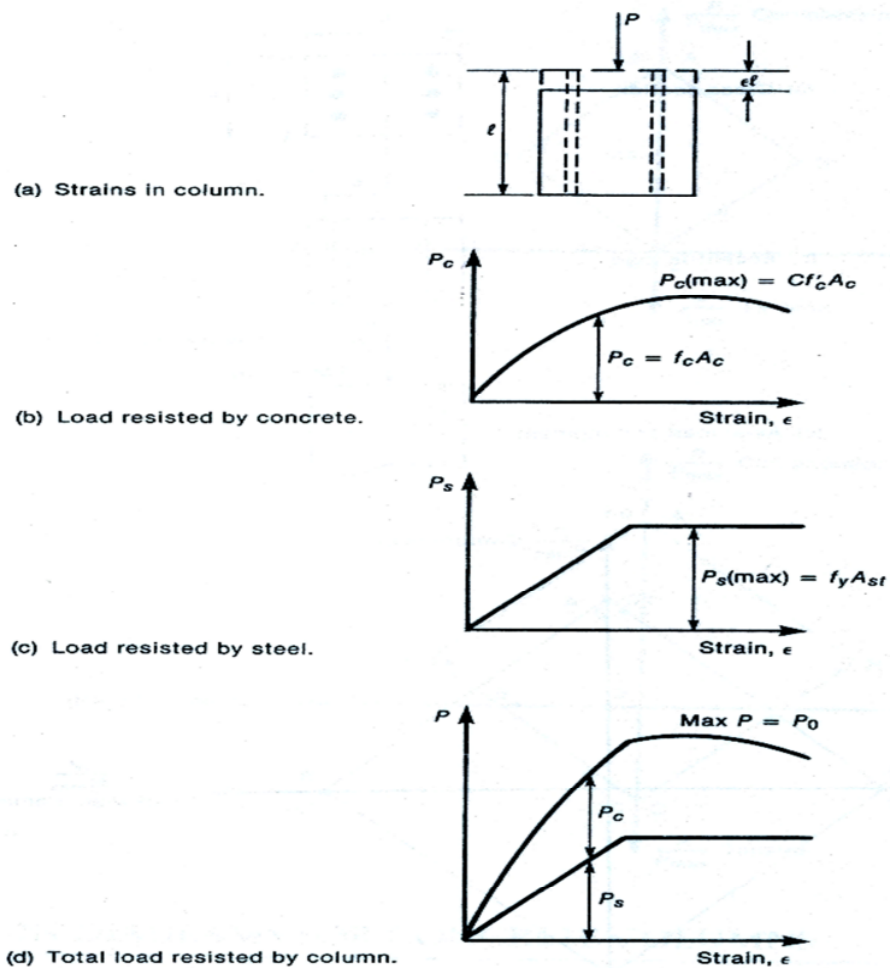 P
εℓ
ℓ
(a) Strains in column.
P_c
P_c(max) = Cf'_cA_c
P_c = f_cA_c
(b) Load resisted by concrete.
Strain, ε
P_s
P_s(max) = f_yA_st
(c) Load resisted by steel.
Strain, ε
P
Max P = P_0
P_c
P_s
(d) Total load resisted by column.
Strain, ε